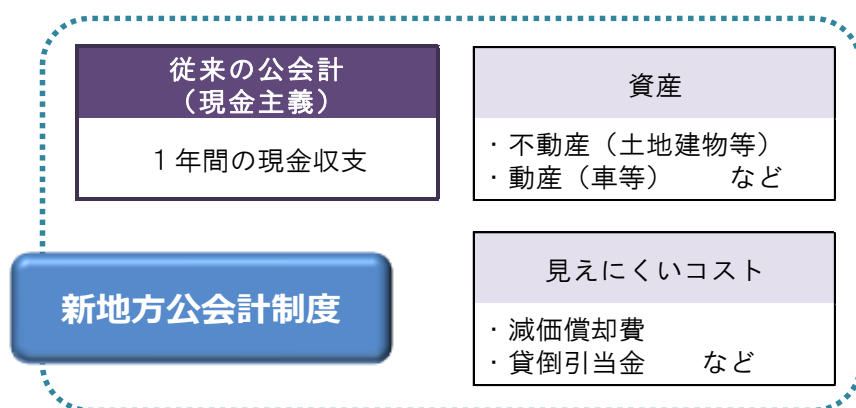 従来の公会計
（現金主義）
１年間の現金収支
資産
・不動産（土地建物等）
・動産（車等）　　など
新地方公会計制度
見えにくいコスト
・減価償却費
・貸倒引当金　　など